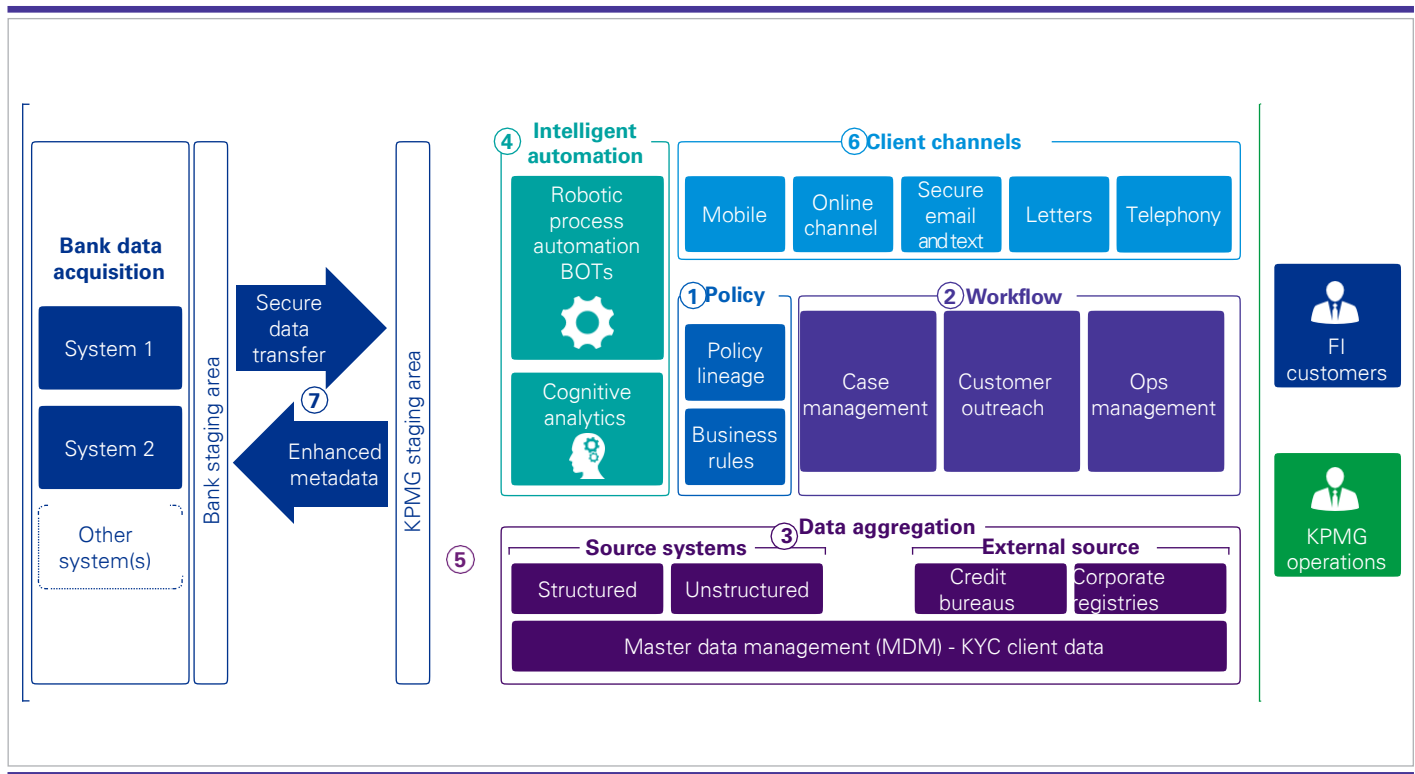 Bank data
acquisition
System 1
System 2
Other
system(s)
Bank staging area
Secure
data
transfer
7
Enhanced
metadata
KPMG staging area
4
Intelligent
automation
Robotic
process
automation
BOTs
Cognitive
analytics
6
Client channels
Mobile
Online
channel
Secure
email
and text
Letters
Telephony
1
Policy
Policy
lineage
Business
rules
2
Workflow
Case
management
Customer
outreach
Ops
management
5
3
Data aggregation
Source systems
Structured
Unstructured
External source
Credit
bureaus
Corporate
registries
Master data management (MDM) - KYC client data
FI
customers
KPMG
operations